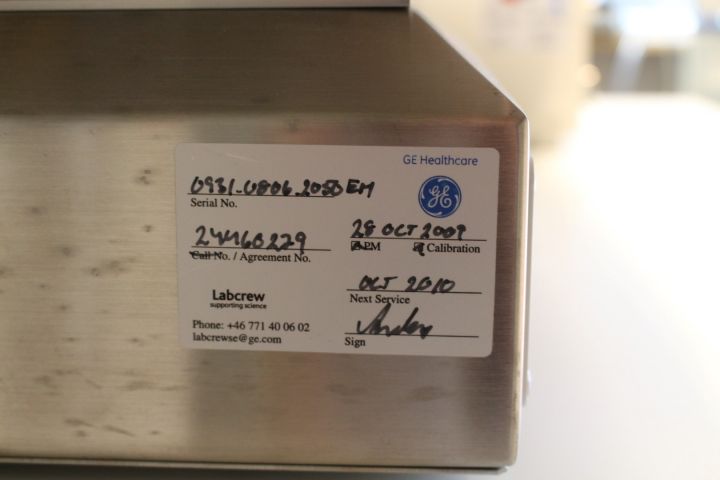 GE Healthcare
GE
0931-0806.2050EM
Serial No.
24460229
Call No. / Agreement No.
28 OCT 2009
PM Calibration
OCT 2010
Next Service
Labcrew
supporting science
Phone: +46 771 40 06 02
labcrewse@ge.com
Sign